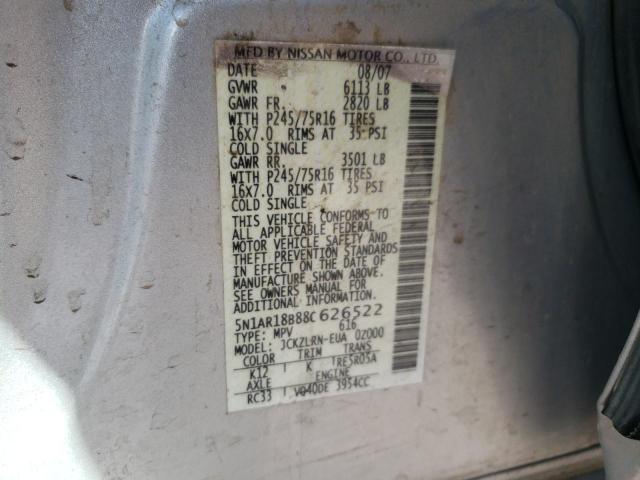 MFD BY NISSAN MOTOR CO., LTD.
DATE 08/07
GVWR 6113 LB
GAWR FR. 2820 LB
WITH P245/75R16 TIRES
16X7.0 RIMS AT 35 PSI
COLD SINGLE
GAWR RR. 3501 LB
WITH P245/75R16 TIRES
16X7.0 RIMS AT 35 PSI
COLD SINGLE
THIS VEHICLE CONFORMS TO
ALL APPLICABLE FEDERAL
MOTOR VEHICLE SAFETY AND
THEFT PREVENTION STANDARDS
IN EFFECT ON THE DATE OF
MANUFACTURE SHOWN ABOVE.
SEE OWNERS MANUAL FOR
ADDITIONAL INFORMATION.
5N1AR18B88C626522
TYPE: MPV 616
MODEL: JCKZLRN-EUA 0Z000
COLOR TRIM TRANS
K12 K RE5R05A
AXLE ENGINE
RC33 VQ40DE 3954CC